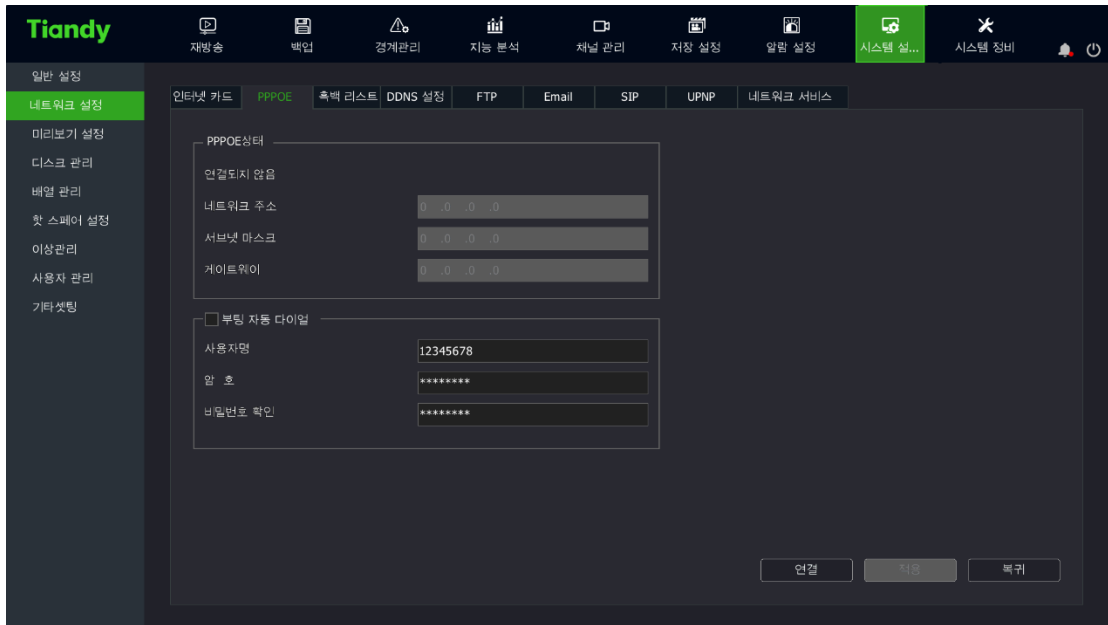 Tiandy
재방송 백업 경계관리 지능 분석 채널 관리 저장 설정 알람 설정 시스템 설... 시스템 정비
일반 설정
네트워크 설정
미리보기 설정
디스크 관리
배열 관리
핫 스페어 설정
이상관리
사용자 관리
기타셋팅
인터넷 카드 PPPOE 흑백 리스트 DDNS 설정 FTP Email SIP UPNP 네트워크 서비스
PPPOE상태
연결되지 않음
네트워크 주소 0 .0 .0 .0
서브넷 마스크 0 .0 .0 .0
게이트웨이 0 .0 .0 .0
부팅 자동 다이얼
사용자명 12345678
암 호 ********
비밀번호 확인 ********
연결 적용 복귀